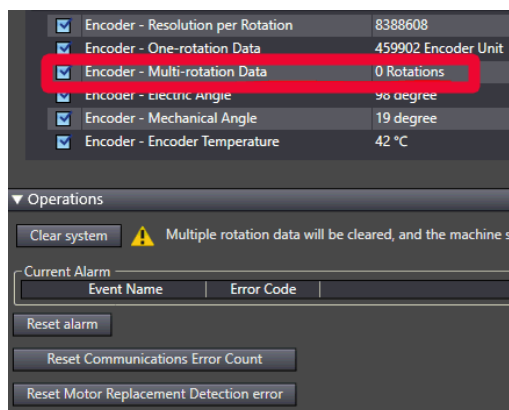 Encoder - Resolution per Rotation 8388608
Encoder - One-rotation Data 459902 Encoder Unit
Encoder - Multi-rotation Data 0 Rotations
Encoder - Electric Angle 98 degree
Encoder - Mechanical Angle 19 degree
Encoder - Encoder Temperature 42 °C
▼ Operations
Clear system Multiple rotation data will be cleared, and the machine s
Current Alarm
Event Name Error Code
Reset alarm
Reset Communications Error Count
Reset Motor Replacement Detection error